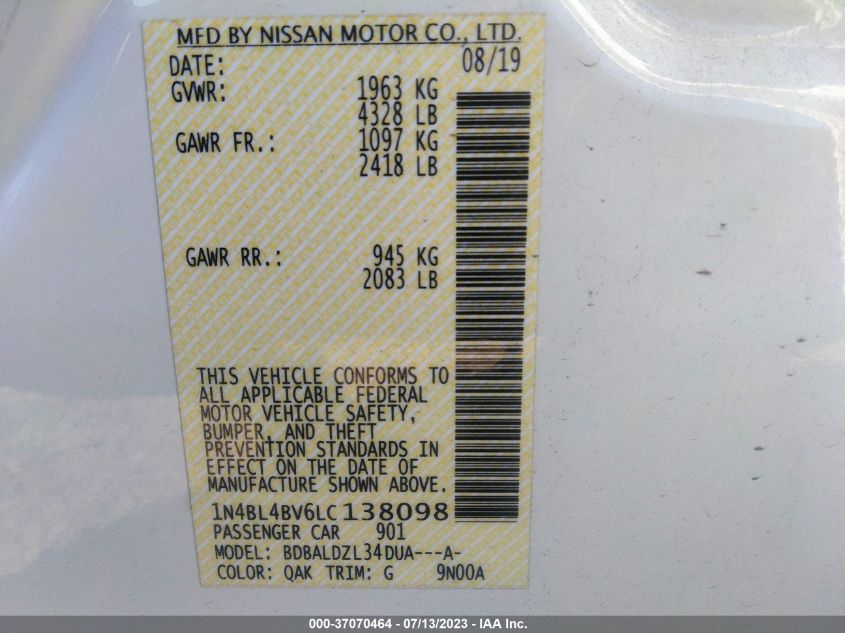 MFD BY NISSAN MOTOR CO., LTD.
DATE: 08/19
GVWR: 1963 KG
4328 LB
GAWR FR.: 1097 KG
2418 LB
GAWR RR.: 945 KG
2083 LB
THIS VEHICLE CONFORMS TO
ALL APPLICABLE FEDERAL
MOTOR VEHICLE SAFETY,
BUMPER, AND THEFT
PREVENTION STANDARDS IN
EFFECT ON THE DATE OF
MANUFACTURE SHOWN ABOVE.
1N4BL4BV6LC138098
PASSENGER CAR 901
MODEL: BDBALDZL34DUA---A-
COLOR: QAK TRIM: G 9N00A
000-37070464 - 07/13/2023 - IAA Inc.